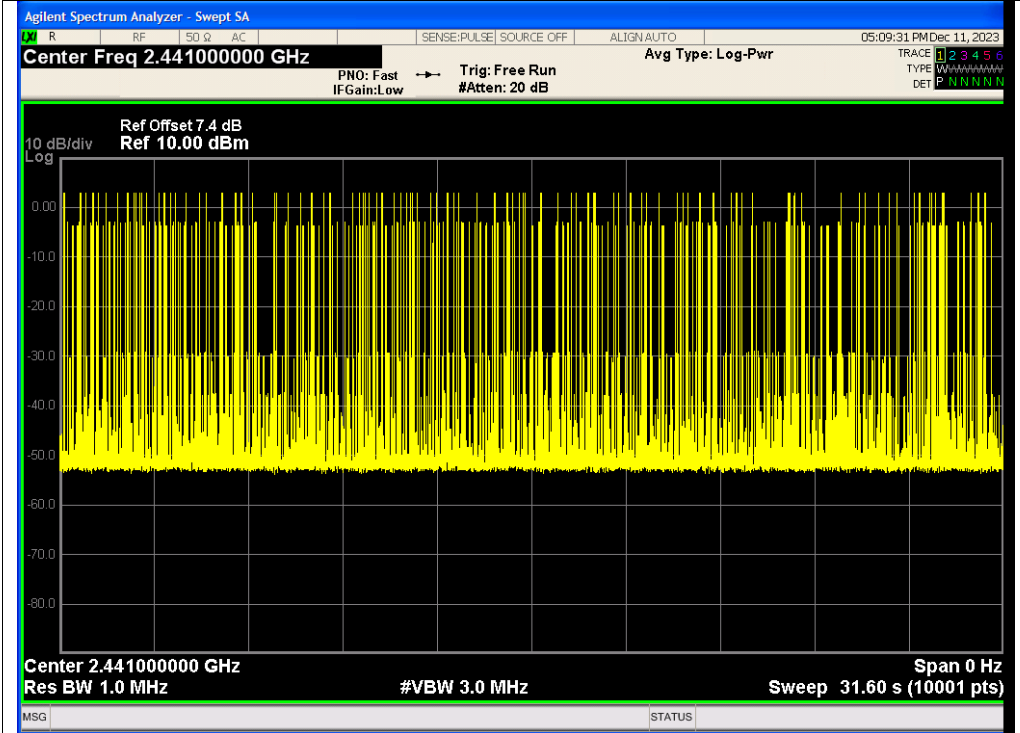 Agilent Spectrum Analyzer - Swept SA
LXI R RF 50 Ω AC SENSE:PULSE SOURCE OFF ALIGN AUTO 05:09:31 PM Dec 11, 2023
Center Freq 2.441000000 GHz Avg Type: Log-Pwr TRACE 1 2 3 4 5 6
PNO: Fast Trig: Free Run TYPE WWWWWW
IFGain:Low #Atten: 20 dB DET P N N N N N
Ref Offset 7.4 dB
10 dB/div Ref 10.00 dBm
Log
0.00
-10.0
-20.0
-30.0
-40.0
-50.0
-60.0
-70.0
-80.0
Center 2.441000000 GHz Span 0 Hz
Res BW 1.0 MHz #VBW 3.0 MHz Sweep 31.60 s (10001 pts)
MSG STATUS